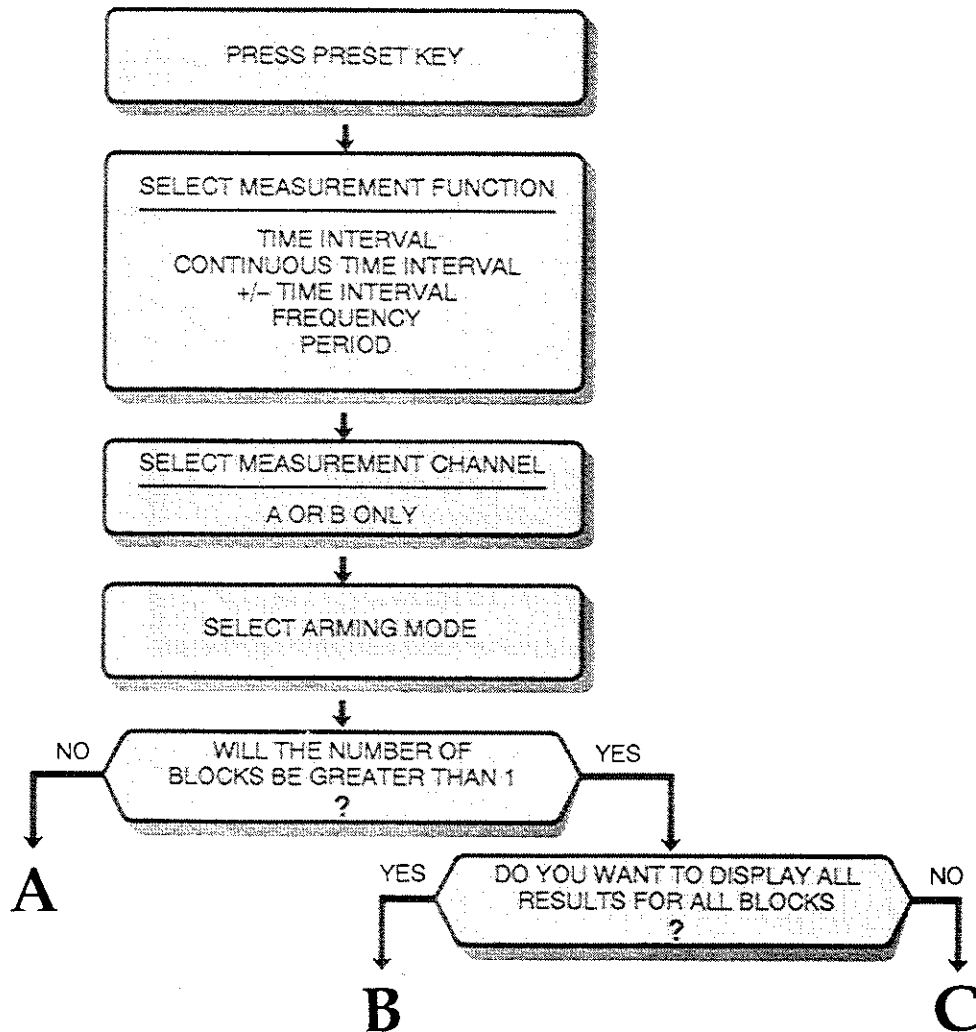 PRESS PRESET KEY
SELECT MEASUREMENT FUNCTION
TIME INTERVAL
CONTINUOUS TIME INTERVAL
+/– TIME INTERVAL
FREQUENCY
PERIOD
SELECT MEASUREMENT CHANNEL
A OR B ONLY
SELECT ARMING MODE
NO
WILL THE NUMBER OF
BLOCKS BE GREATER THAN 1
?
YES
A
YES
DO YOU WANT TO DISPLAY ALL
RESULTS FOR ALL BLOCKS
?
NO
B
C